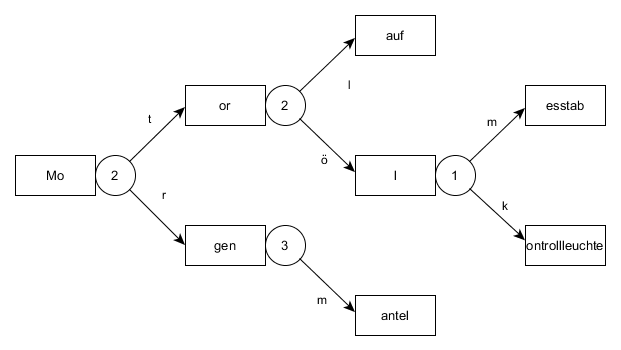 auf
or
2
l
t
esstab
m
ö
Mo
2
l
1
r
k
gen
3
ontrollleuchte
m
antel